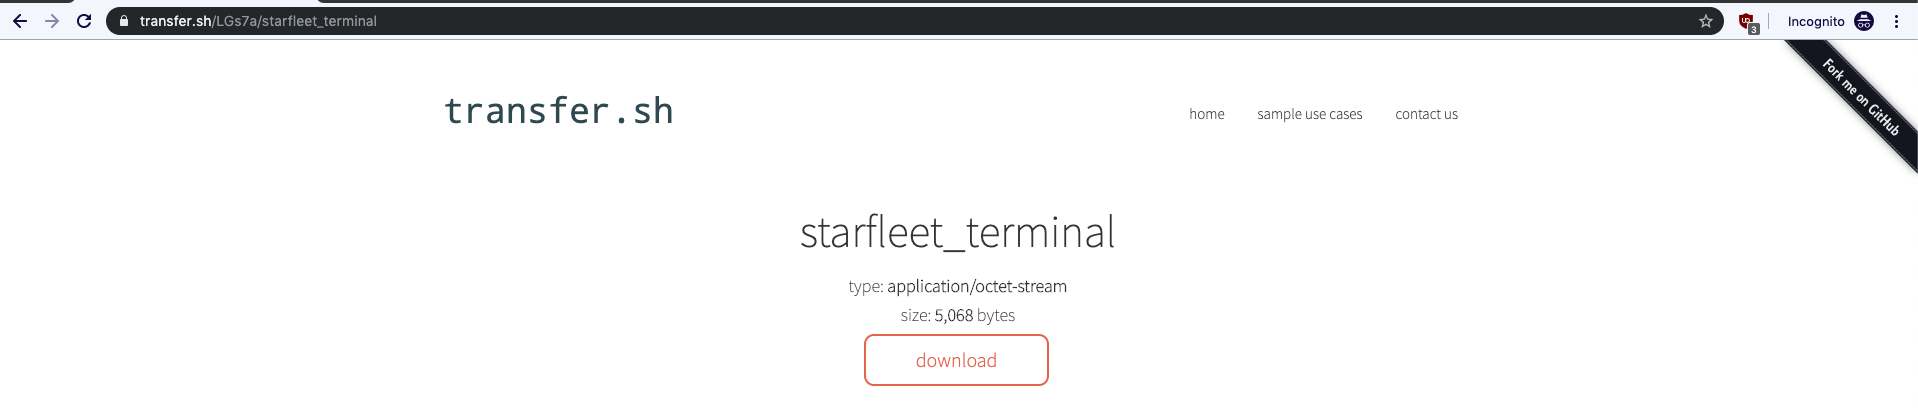 transfer.sh/LGs7a/starfleet_terminal
3
Incognito
Fork me on GitHub
transfer.sh
home
sample use cases
contact us
starfleet_terminal
type: application/octet-stream
size: 5,068 bytes
download